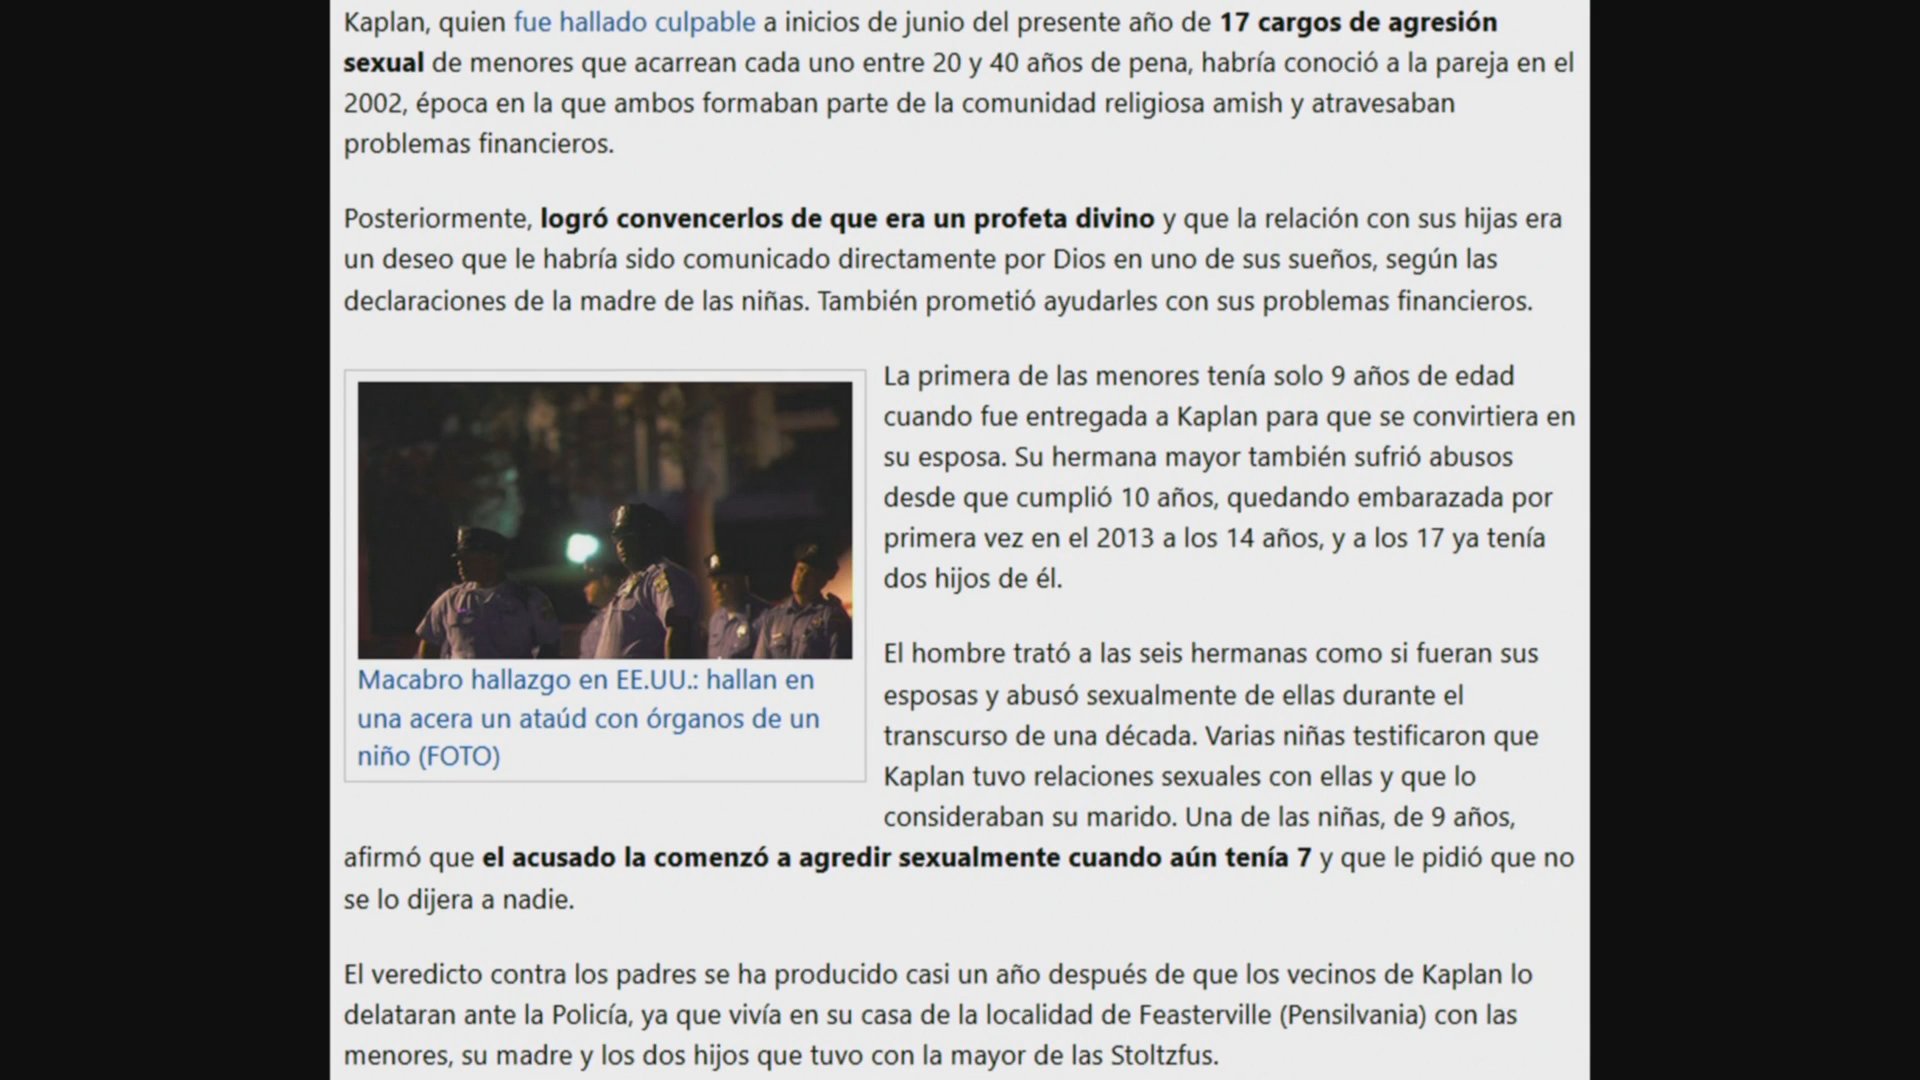 Kaplan, quien fue hallado culpable a inicios de junio del presente año de 17 cargos de agresión
sexual de menores que acarrean cada uno entre 20 y 40 años de pena, habría conoció a la pareja en el
2002, época en la que ambos formaban parte de la comunidad religiosa amish y atravesaban
problemas financieros.
Posteriormente, logró convencerlos de que era un profeta divino y que la relación con sus hijas era
un deseo que le habría sido comunicado directamente por Dios en uno de sus sueños, según las
declaraciones de la madre de las niñas. También prometió ayudarles con sus problemas financieros.
Macabro hallazgo en EE.UU.: hallan en
una acera un ataúd con órganos de un
niño (FOTO)
La primera de las menores tenía solo 9 años de edad
cuando fue entregada a Kaplan para que se convirtiera en
su esposa. Su hermana mayor también sufrió abusos
desde que cumplió 10 años, quedando embarazada por
primera vez en el 2013 a los 14 años, y a los 17 ya tenía
dos hijos de él.
El hombre trató a las seis hermanas como si fueran sus
esposas y abusó sexualmente de ellas durante el
transcurso de una década. Varias niñas testificaron que
Kaplan tuvo relaciones sexuales con ellas y que lo
consideraban su marido. Una de las niñas, de 9 años,
afirmó que el acusado la comenzó a agredir sexualmente cuando aún tenía 7 y que le pidió que no
se lo dijera a nadie.
El veredicto contra los padres se ha producido casi un año después de que los vecinos de Kaplan lo
delataran ante la Policía, ya que vivía en su casa de la localidad de Feasterville (Pensilvania) con las
menores, su madre y los dos hijos que tuvo con la mayor de las Stoltzfus.